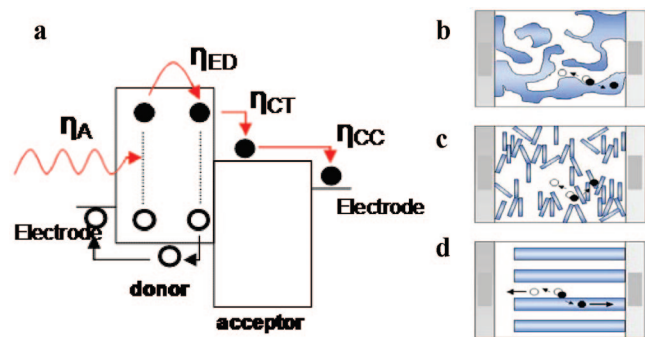 a
ηED
ηCT
ηA
ηCC
Electrode
Electrode
donor
acceptor
b
c
d